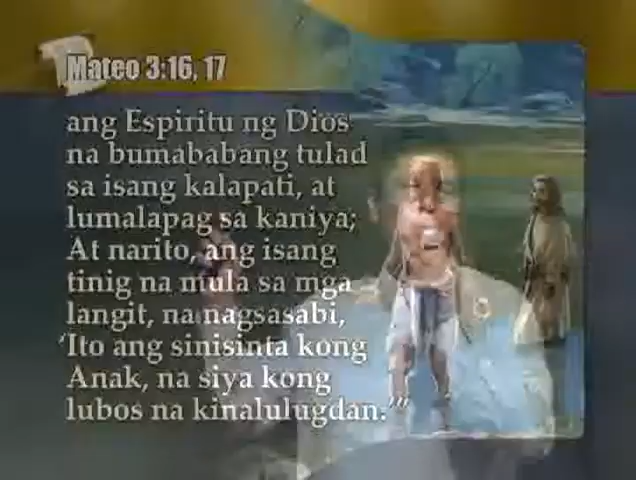 Mateo 3:16, 17
ang Espiritu ng Dios
na bumababang tulad
sa isang kalapati, at
lumalapag sa kaniya;
At narito, ang isang
tinig na mula sa mga
langit, na nagsasabi,
‘Ito ang sinisinta kong
Anak, na siya kong
lubos na kinalulugdan.’”